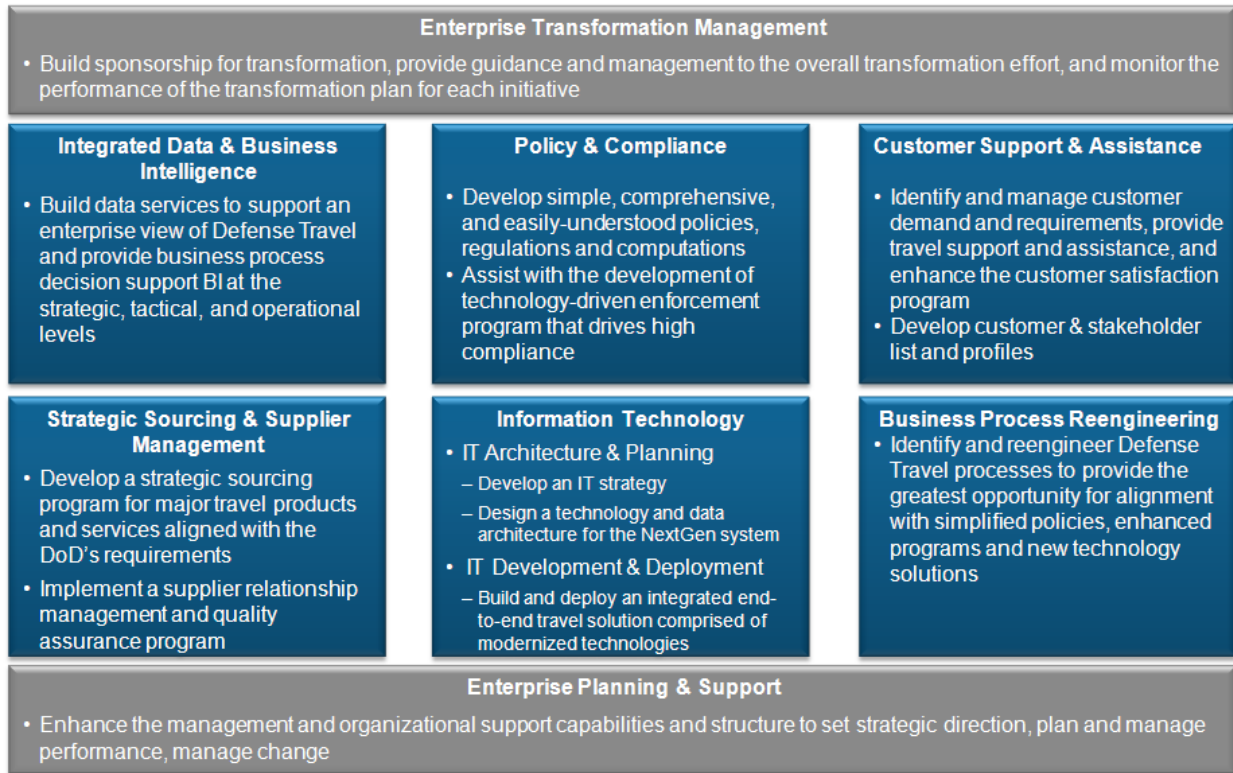 Enterprise Transformation Management
• Build sponsorship for transformation, provide guidance and management to the overall transformation effort, and monitor the
performance of the transformation plan for each initiative
Integrated Data & Business
Intelligence
• Build data services to support an
enterprise view of Defense Travel
and provide business process
decision support BI at the
strategic, tactical, and operational
levels
Policy & Compliance
• Develop simple, comprehensive,
and easily-understood policies,
regulations and computations
• Assist with the development of
technology-driven enforcement
program that drives high
compliance
Customer Support & Assistance
• Identify and manage customer
demand and requirements, provide
travel support and assistance, and
enhance the customer satisfaction
program
• Develop customer & stakeholder
list and profiles
Strategic Sourcing & Supplier
Management
• Develop a strategic sourcing
program for major travel products
and services aligned with the
DoD's requirements
• Implement a supplier relationship
management and quality
assurance program
Information Technology
• IT Architecture & Planning
– Develop an IT strategy
– Design a technology and data
architecture for the NextGen system
• IT Development & Deployment
– Build and deploy an integrated end-
to-end travel solution comprised of
modernized technologies
Business Process Reengineering
• Identify and reengineer Defense
Travel processes to provide the
greatest opportunity for alignment
with simplified policies, enhanced
programs and new technology
solutions
Enterprise Planning & Support
• Enhance the management and organizational support capabilities and structure to set strategic direction, plan and manage
performance, manage change